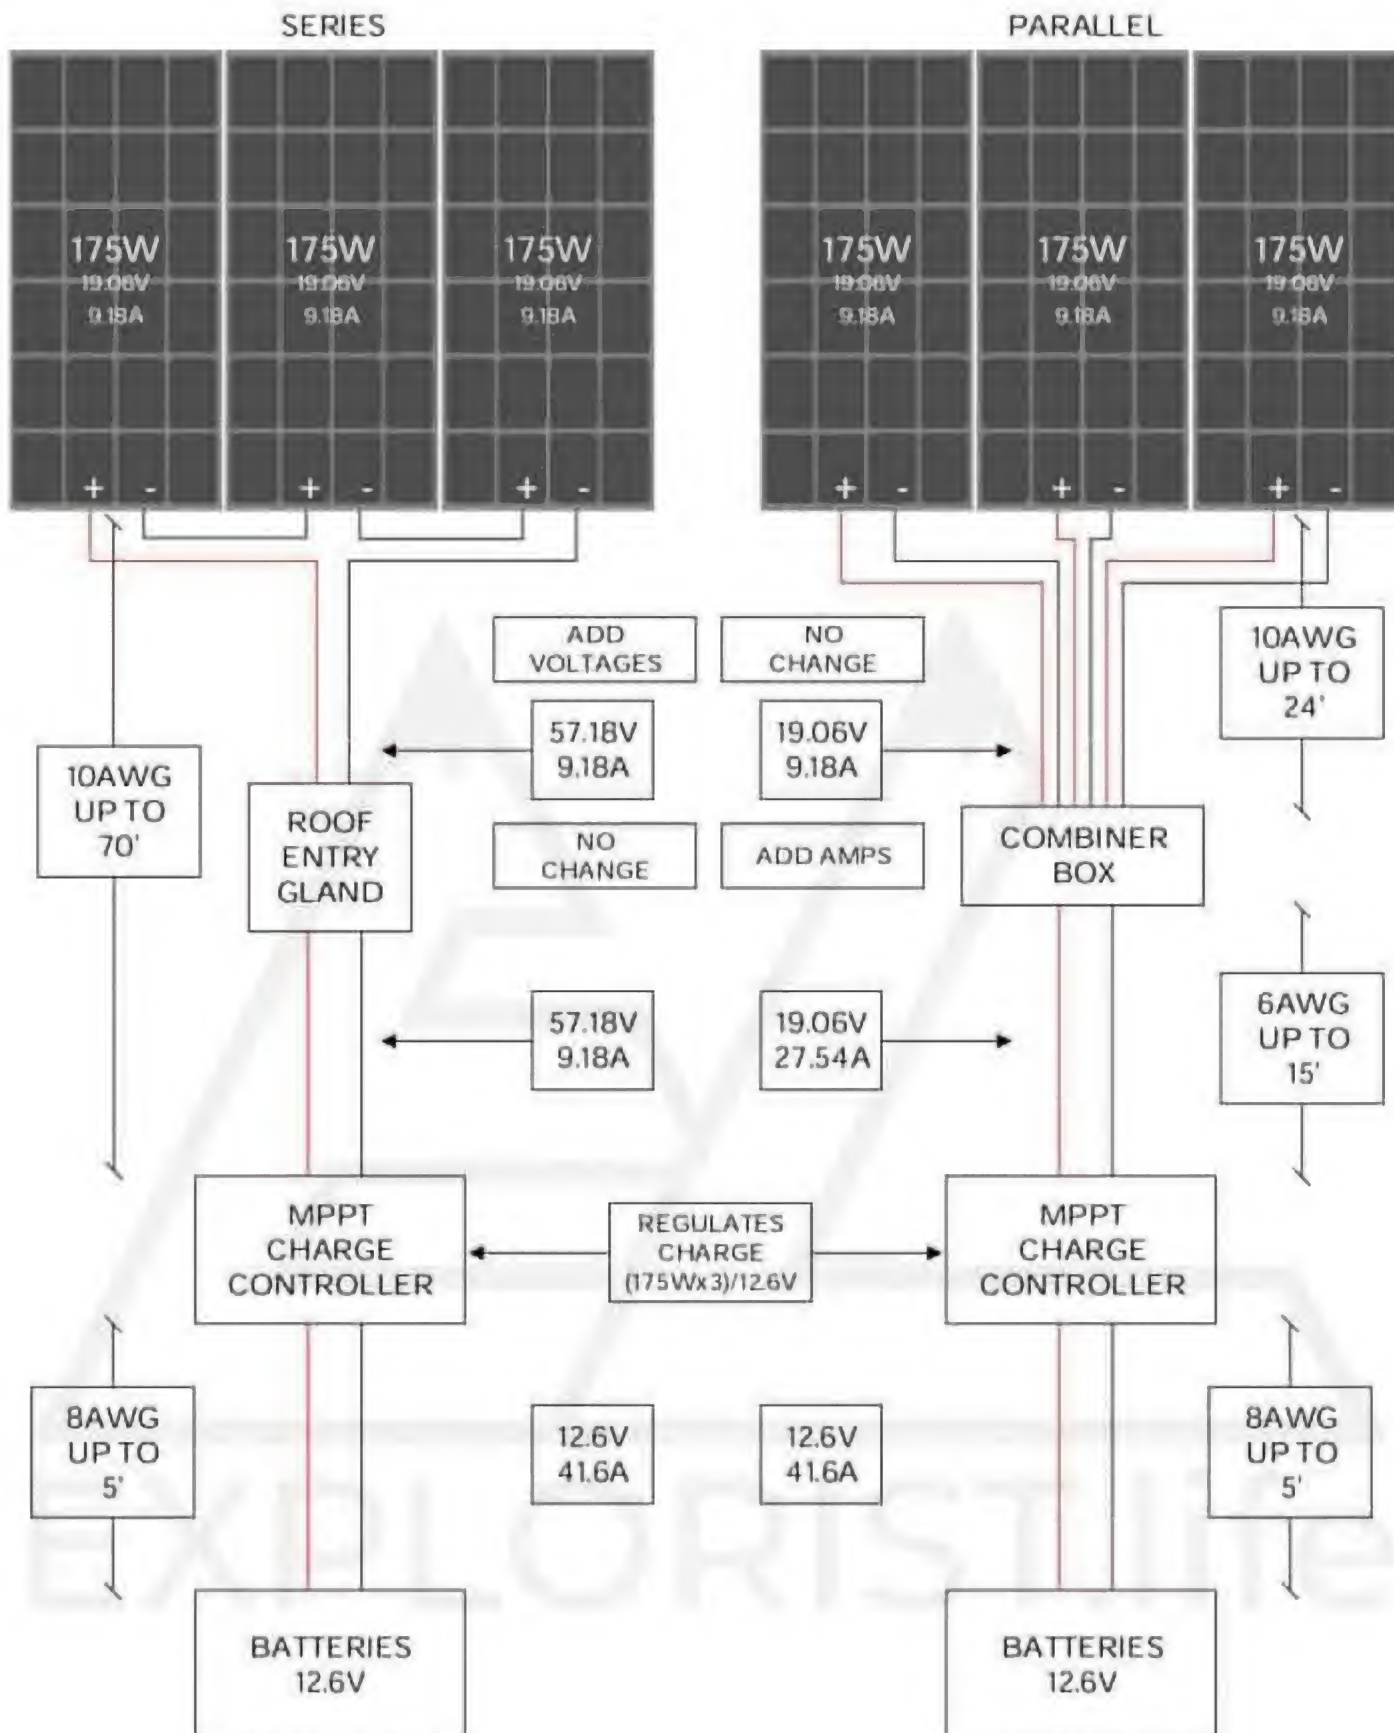 SERIES
PARALLEL
175W
19.06V
9.18A
+ -
175W
19.06V
9.18A
+ -
175W
19.06V
9.18A
+ -
175W
19.06V
9.18A
+ -
175W
19.06V
9.18A
+ -
175W
19.06V
9.18A
+ -
ADD
VOLTAGES
NO
CHANGE
10AWG
UP TO
24'
57.18V
9.18A
19.06V
9.18A
10AWG
UP TO
70'
ROOF
ENTRY
GLAND
NO
CHANGE
ADD AMPS
COMBINER
BOX
57.18V
9.18A
19.06V
27.54A
6AWG
UP TO
15'
MPPT
CHARGE
CONTROLLER
REGULATES
CHARGE
(175Wx3)/12.6V
MPPT
CHARGE
CONTROLLER
8AWG
UP TO
5'
12.6V
41.6A
12.6V
41.6A
8AWG
UP TO
5'
EXPLORIST.life
BATTERIES
12.6V
BATTERIES
12.6V